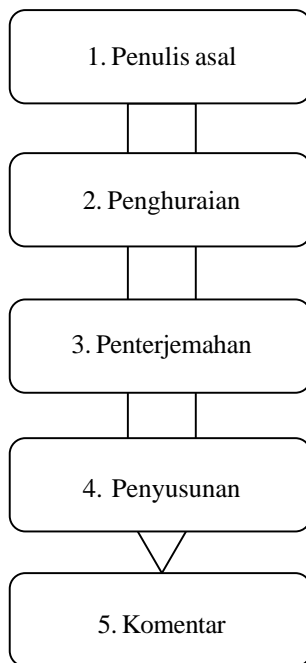 1. Penulis asal
2. Penghuraian
3. Penterjemahan
4. Penyusunan
5. Komentar